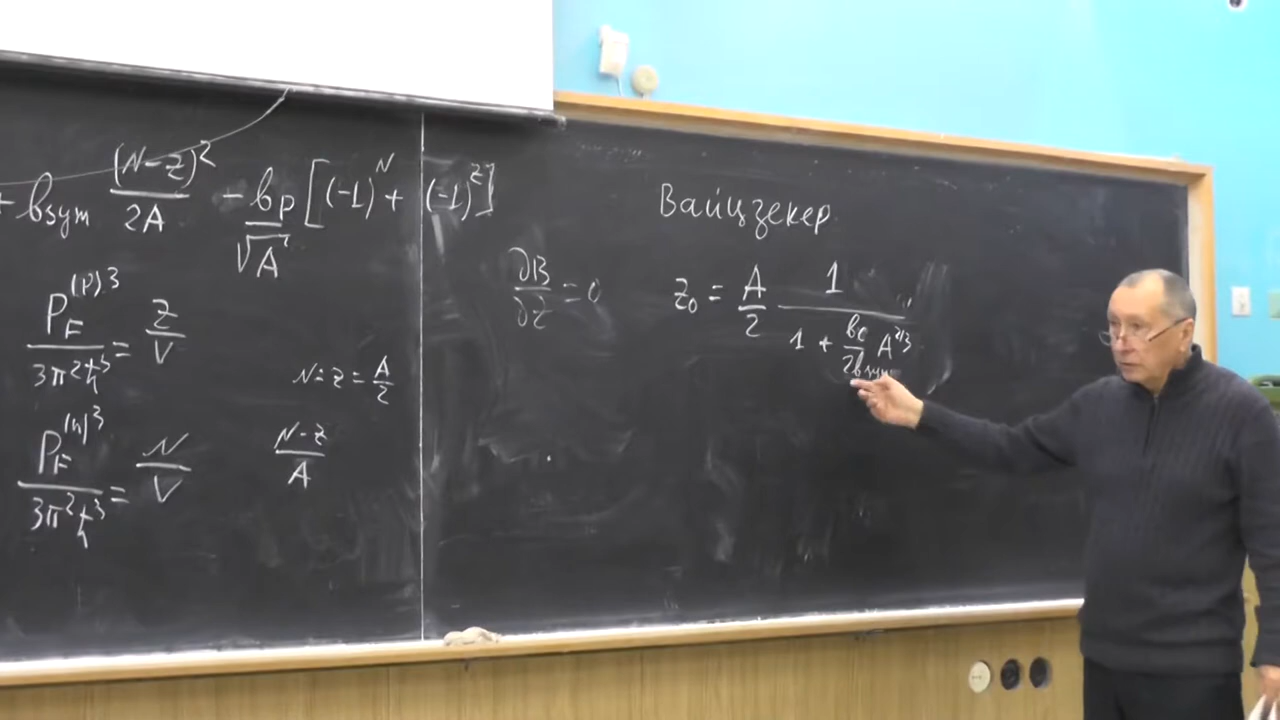 + bsym (N-Z)²/2A - bp/√A [(-1)^N + (-1)^Z]
P_F^(p)3/3π²ħ³ = Z/V
N=Z=A/2
P_F^(n)3/3π²ħ³ = N/V
N-Z/A
Вайцзекер
∂B/∂Z = 0
Z₀ = A/2 1/(1 + bc/2bsym A^2/3)